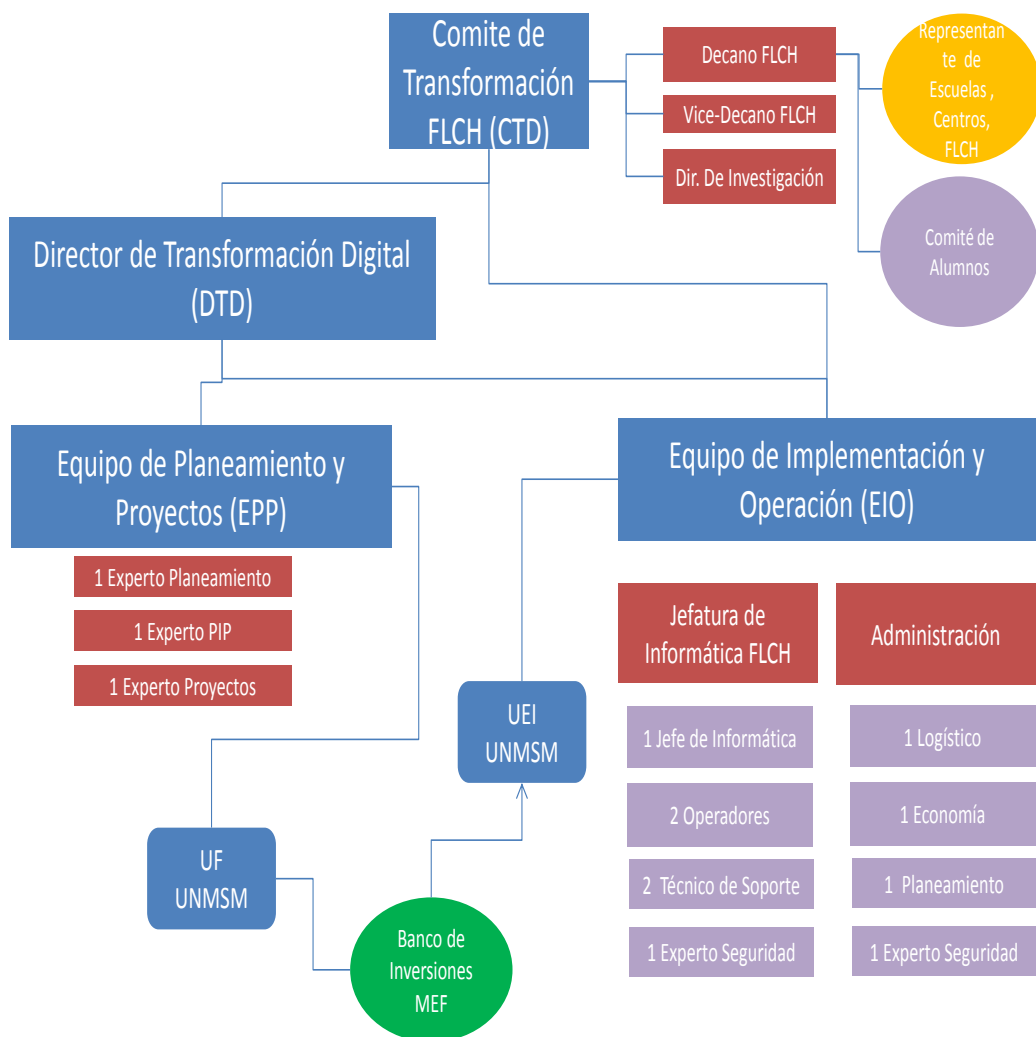 Comite de
Transformación
FLCH (CTD)
Decano FLCH
Vice-Decano FLCH
Dir. De Investigación
Representan
te de
Escuelas ,
Centros,
FLCH
Comité de
Alumnos
Director de Transformación Digital
(DTD)
Equipo de Planeamiento y
Proyectos (EPP)
1 Experto Planeamiento
1 Experto PIP
1 Experto Proyectos
Equipo de Implementación y
Operación (EIO)
Jefatura de
Informática FLCH
1 Jefe de Informática
2 Operadores
2 Técnico de Soporte
1 Experto Seguridad
Administración
1 Logístico
1 Economía
1 Planeamiento
1 Experto Seguridad
UEI
UNMSM
UF
UNMSM
Banco de
Inversiones
MEF